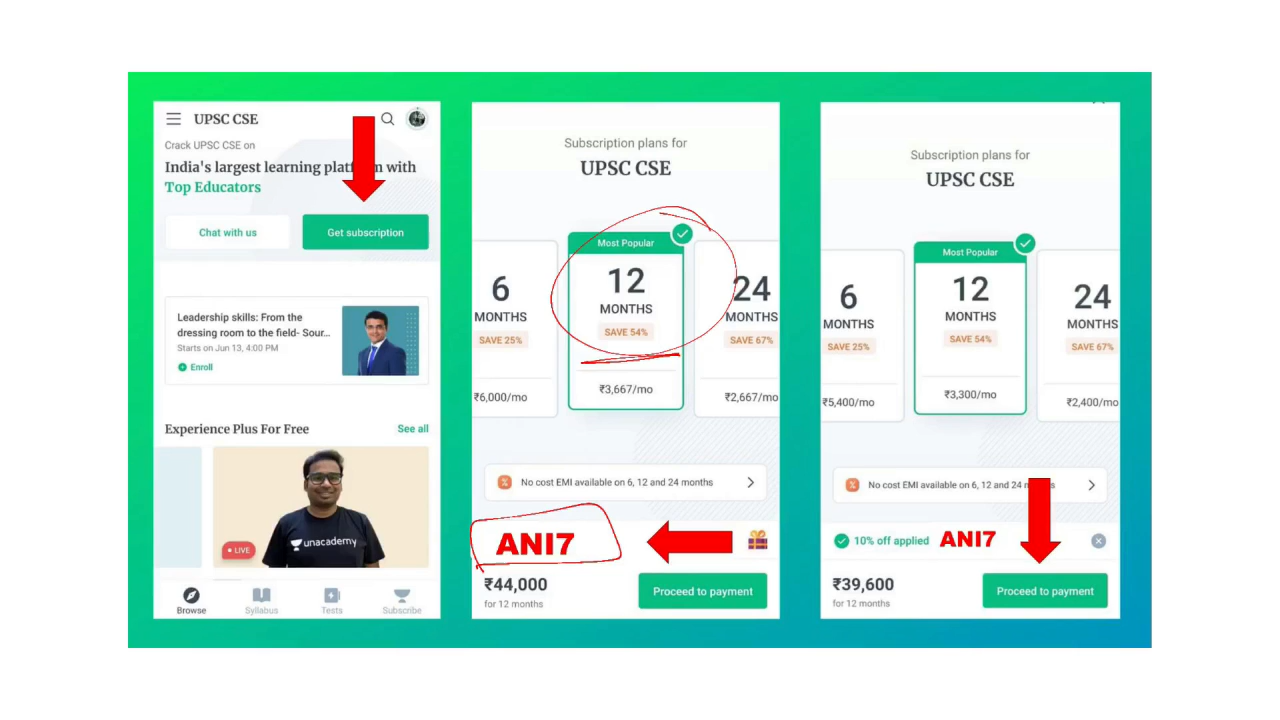 UPSC CSE
Crack UPSC CSE on
India's largest learning platform with
Top Educators
Chat with us
Get subscription
Leadership skills: From the
dressing room to the field- Sour...
Starts on Jun 13, 4:00 PM
Enroll
Experience Plus For Free
See all
LIVE
unacademy
Browse
Syllabus
Tests
Subscribe
Subscription plans for
UPSC CSE
6
MONTHS
SAVE 25%
₹6,000/mo
Most Popular
12
MONTHS
SAVE 54%
₹3,667/mo
24
MONTHS
SAVE 67%
₹2,667/mo
No cost EMI available on 6, 12 and 24 months
ANI7
₹44,000
for 12 months
Proceed to payment
Subscription plans for
UPSC CSE
6
MONTHS
SAVE 25%
₹5,400/mo
Most Popular
12
MONTHS
SAVE 54%
₹3,300/mo
24
MONTHS
SAVE 67%
₹2,400/mo
No cost EMI available on 6, 12 and 24 months
10% off applied ANI7
₹39,600
for 12 months
Proceed to payment